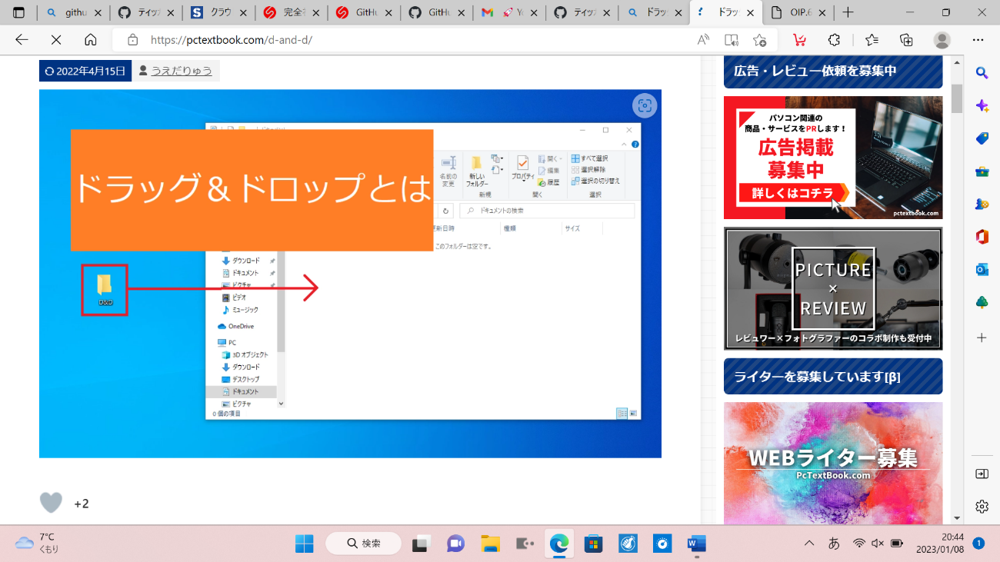 githu
ティッ
クラウ
完全
GitHu
GitHu
ティッ
ドラッ
ドラッ
OIP.6
https://pctextbook.com/d-and-d/
2022年4月15日
うえだりゅう
ドラッグ＆ドロップとは
名前の
変更
新しい
フォルダー
新規
プロパティ
開く
編集
履歴
開く
すべて選択
選択解除
選択の切り替え
選択
ドキュメントの検索
更新日時
種類
サイズ
このフォルダーは空です。
ダウンロード
ドキュメント
ピクチャ
ビデオ
ミュージック
OneDrive
PC
3D オブジェクト
ダウンロード
デスクトップ
ドキュメント
ピクチャ
0 個の項目
D&D
+2
広告・レビュー依頼を募集中
パソコン関連の
商品・サービスをPRします！
広告掲載
募集中
詳しくはコチラ
pctextbook.com
PICTURE
×
REVIEW
レビュワー×フォトグラファーのコラボ制作も受付中
ライターを募集しています[β]
WEBライター募集
PcTextBook.com
7°C
くもり
検索
あ
20:44
2023/01/08
1